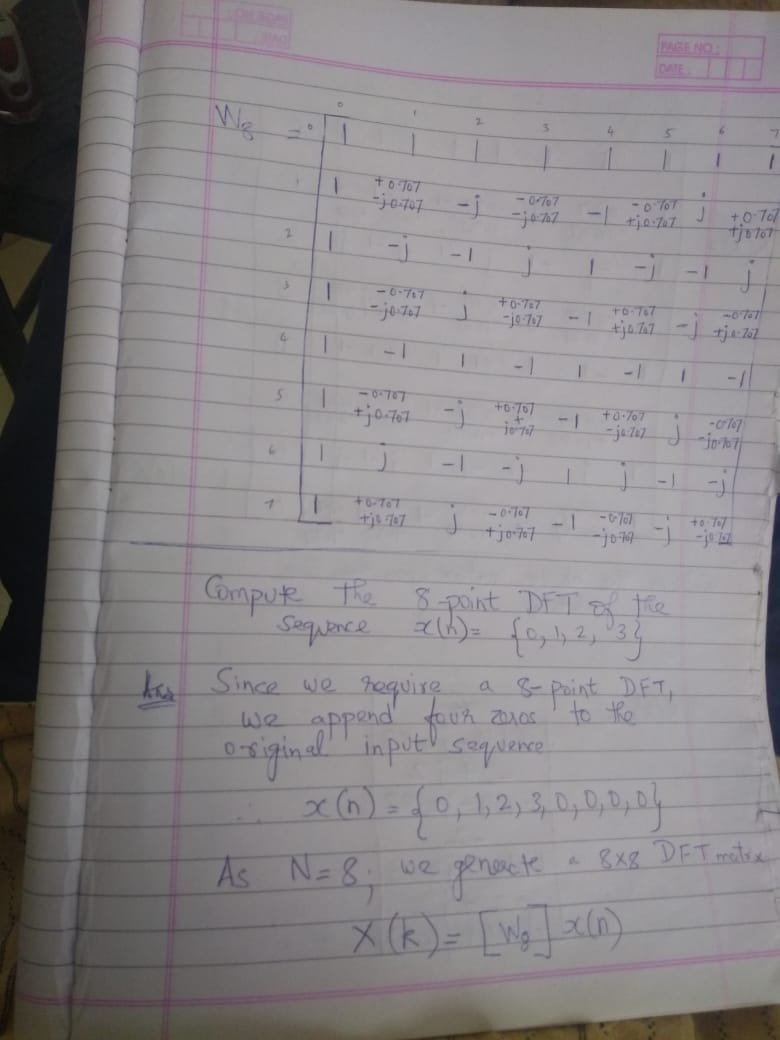 PAGE NO.:
DATE:
W8 =
0 1 2 3 4 5 6 7
0 1 1 1 1 1 1 1 1
1 1 +0.707 -j0.707 -j -0.707 -j0.707 -1 -0.707 +j0.707 j +0.707 +j0.707
2 1 -j -1 j 1 -j -1 j
3 1 -0.707 -j0.707 j +0.707 -j0.707 -1 +0.707 +j0.707 -j -0.707 +j0.707
4 1 -1 1 -1 1 -1 1 -1
5 1 -0.707 +j0.707 -j +0.707 + j0.707 -1 +0.707 -j0.707 j -0.707 -j0.707
6 1 j -1 -j 1 j -1 -j
7 1 +0.707 +j0.707 j -0.707 +j0.707 -1 -0.707 -j0.707 -j +0.707 -j0.707
Compute the 8-point DFT of the
sequence x(n) = {0, 1, 2, 3}
Ans Since we require a 8-point DFT,
we append four zeros to the
original input sequence
∴ x(n) = {0, 1, 2, 3, 0, 0, 0, 0}
As N=8; we generate a 8x8 DFT matrix
X(k) = [W8] x(n)